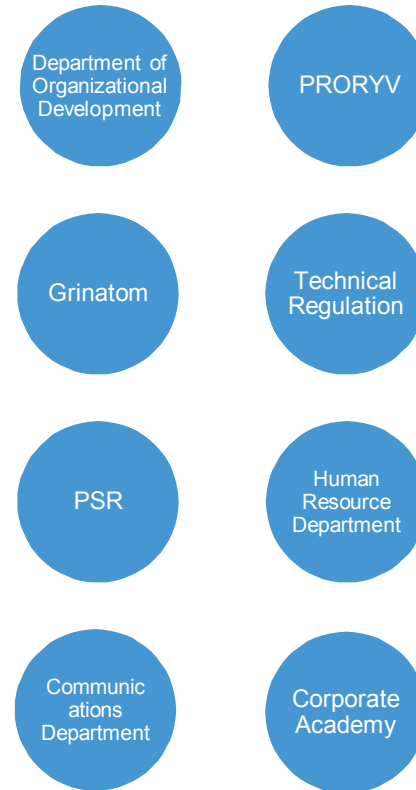 Department of
Organizational
Development
PRORYV
Grinatom
Technical
Regulation
PSR
Human
Resource
Department
Communic
ations
Department
Corporate
Academy